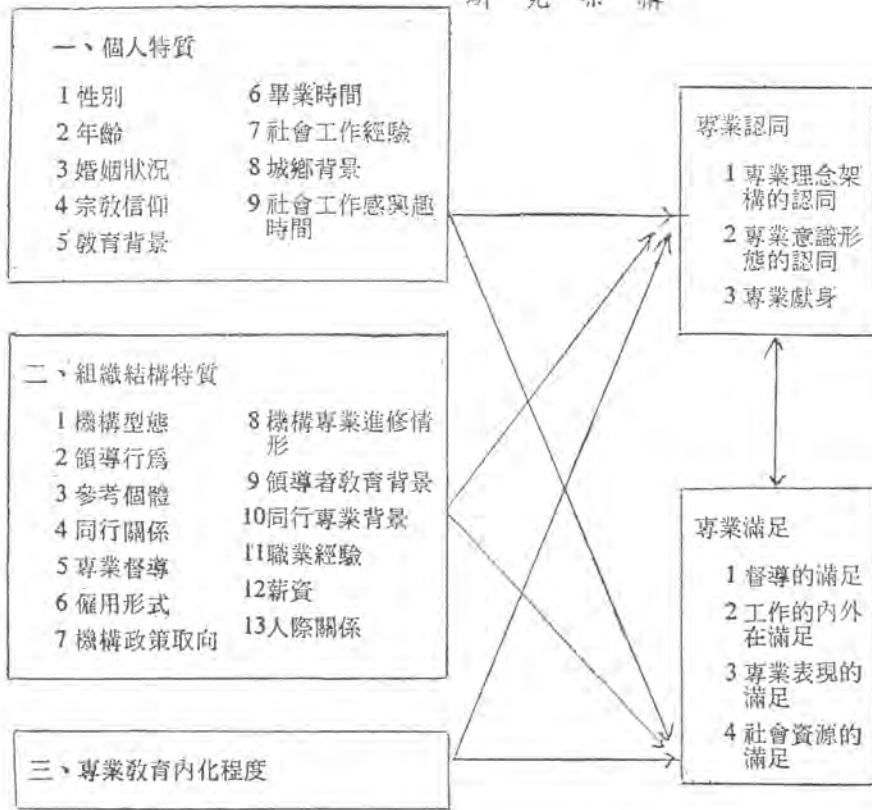 一、個人特質
1 性別
2 年齡
3 婚姻狀況
4 宗教信仰
5 教育背景
6 畢業時間
7 社會工作經驗
8 城鄉背景
9 社會工作感興趣
時間
二、組織結構特質
1 機構型態
2 領導行爲
3 參考個體
4 同行關係
5 專業督導
6 僱用形式
7 機構政策取向
8 機構專業進修情
形
9 領導者教育背景
10同行專業背景
11職業經驗
12薪資
13人際關係
三、專業教育內化程度
專業認同
1 專業理念架
構的認同
2 專業意識形
態的認同
3 專業獻身
專業滿足
1 督導的滿足
2 工作的內外
在滿足
3 專業表現的
滿足
4 社會資源的
滿足